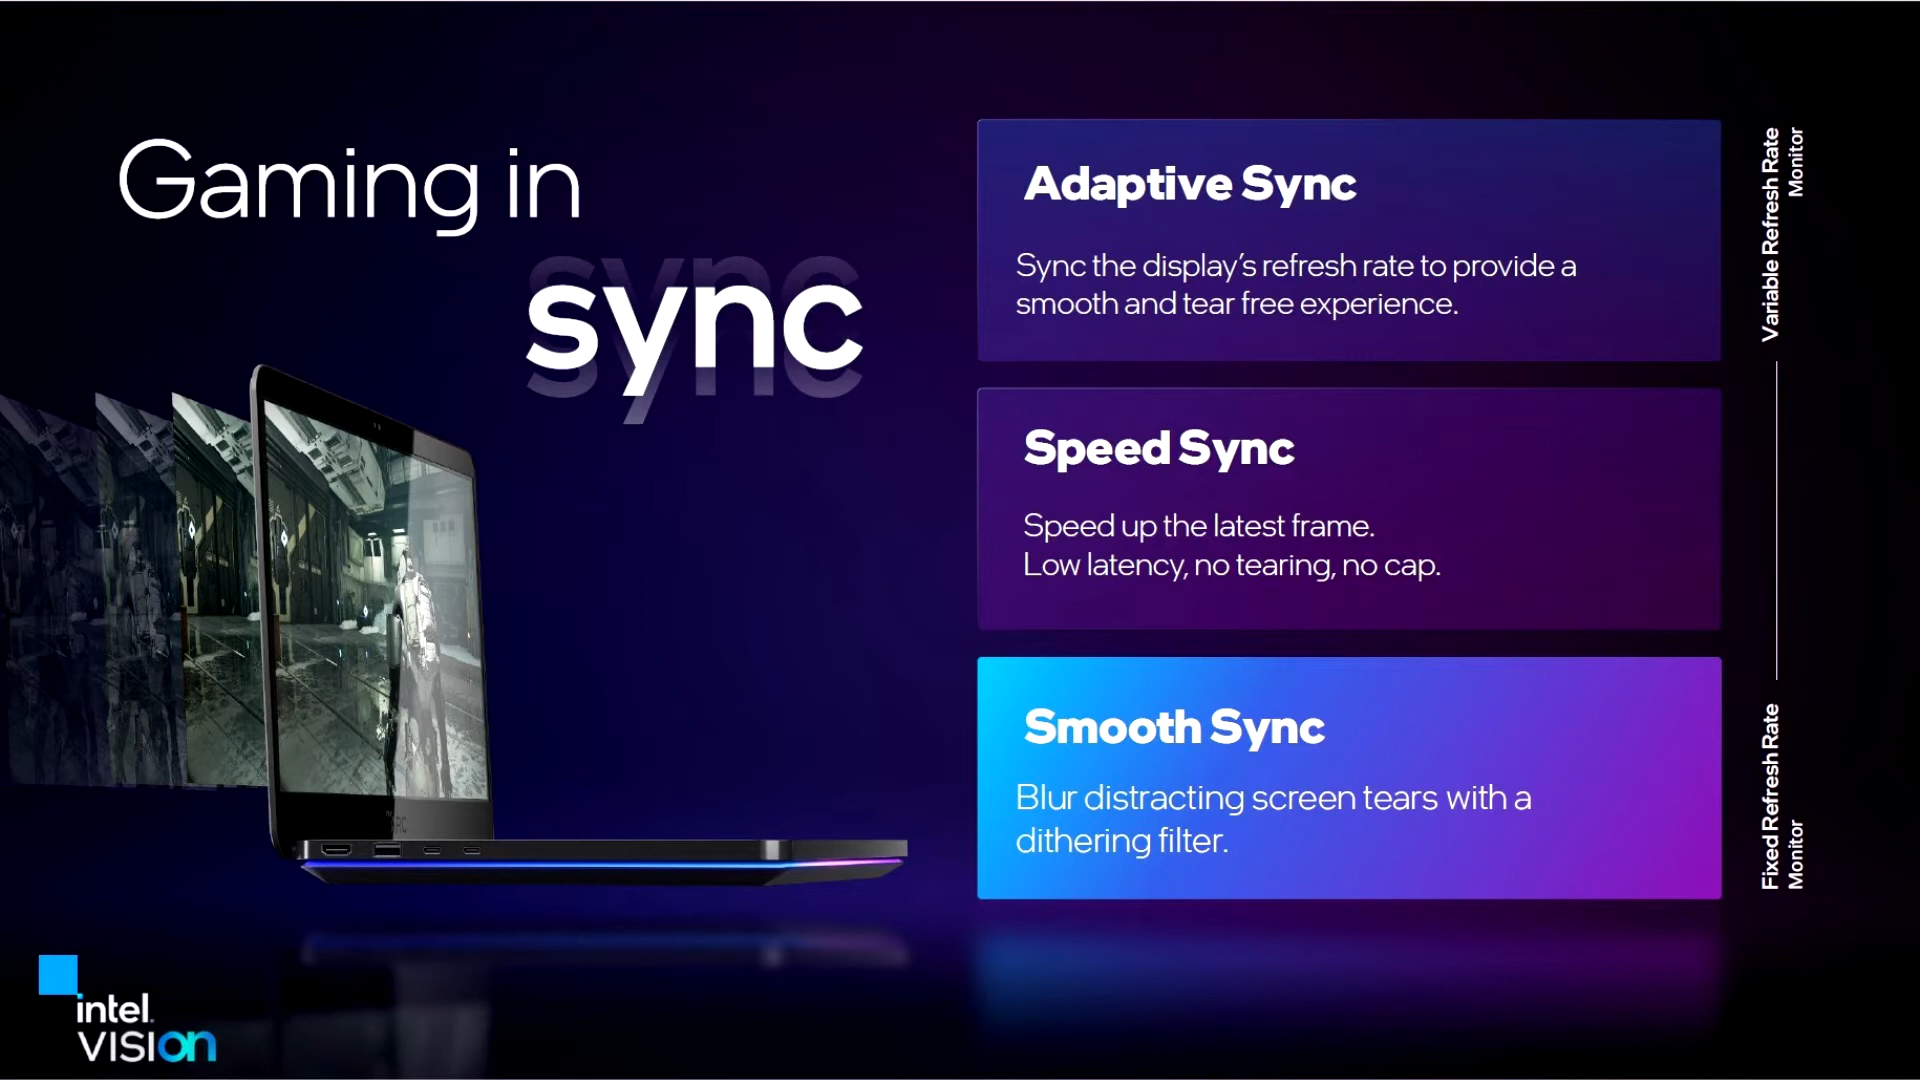 Gaming in
sync
Adaptive Sync
Sync the display's refresh rate to provide a
smooth and tear free experience.
Speed Sync
Speed up the latest frame.
Low latency, no tearing, no cap.
Smooth Sync
Blur distracting screen tears with a
dithering filter.
Variable Refresh Rate
Monitor
Fixed Refresh Rate
Monitor
intel.
VISION